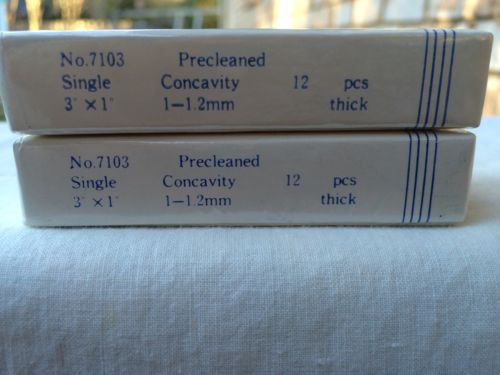 No.7103 Precleaned
Single Concavity 12 pcs
3" × 1" 1—1.2mm thick
No.7103 Precleaned
Single Concavity 12 pcs
3" × 1" 1—1.2mm thick